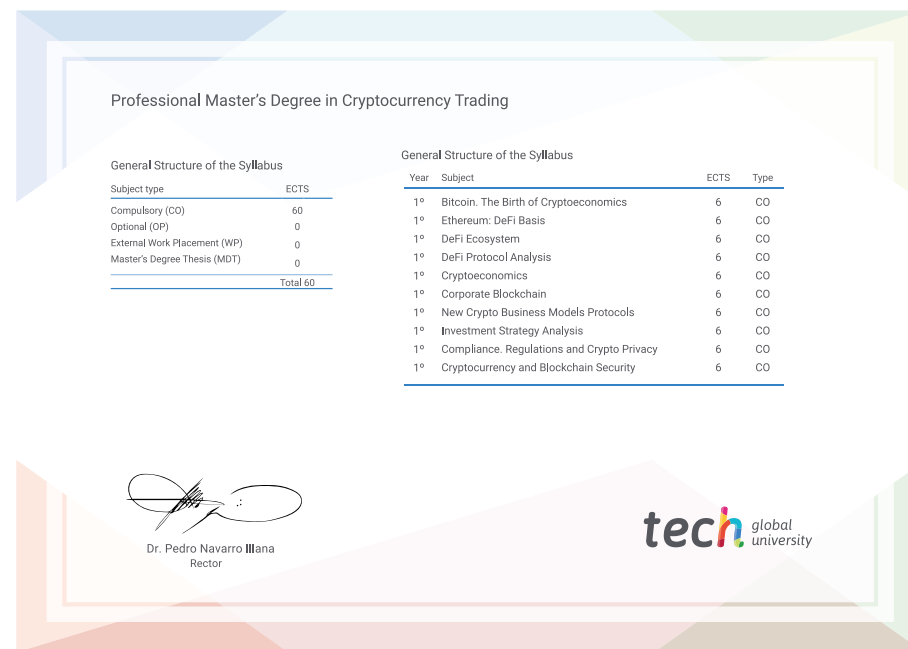 Professional Master's Degree in Cryptocurrency Trading
General Structure of the Syllabus
Subject type ECTS
Compulsory (CO) 60
Optional (OP) 0
External Work Placement (WP) 0
Master's Degree Thesis (MDT) 0
Total 60
General Structure of the Syllabus
Year Subject ECTS Type
1º Bitcoin. The Birth of Cryptoeconomics 6 CO
1º Ethereum: DeFi Basis 6 CO
1º DeFi Ecosystem 6 CO
1º DeFi Protocol Analysis 6 CO
1º Cryptoeconomics 6 CO
1º Corporate Blockchain 6 CO
1º New Crypto Business Models Protocols 6 CO
1º Investment Strategy Analysis 6 CO
1º Compliance. Regulations and Crypto Privacy 6 CO
1º Cryptocurrency and Blockchain Security 6 CO
Dr. Pedro Navarro Illana
Rector
tech global
university